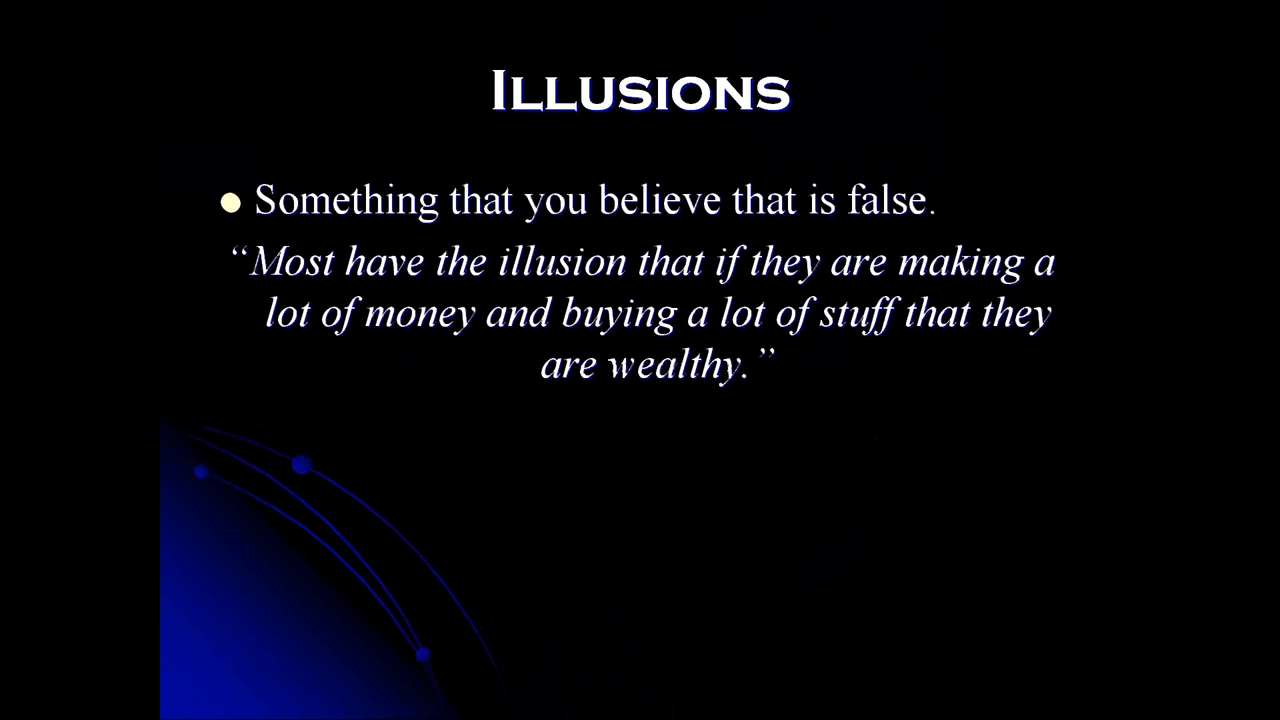 ILLUSIONS
Something that you believe that is false.
“Most have the illusion that if they are making a
lot of money and buying a lot of stuff that they
are wealthy.”